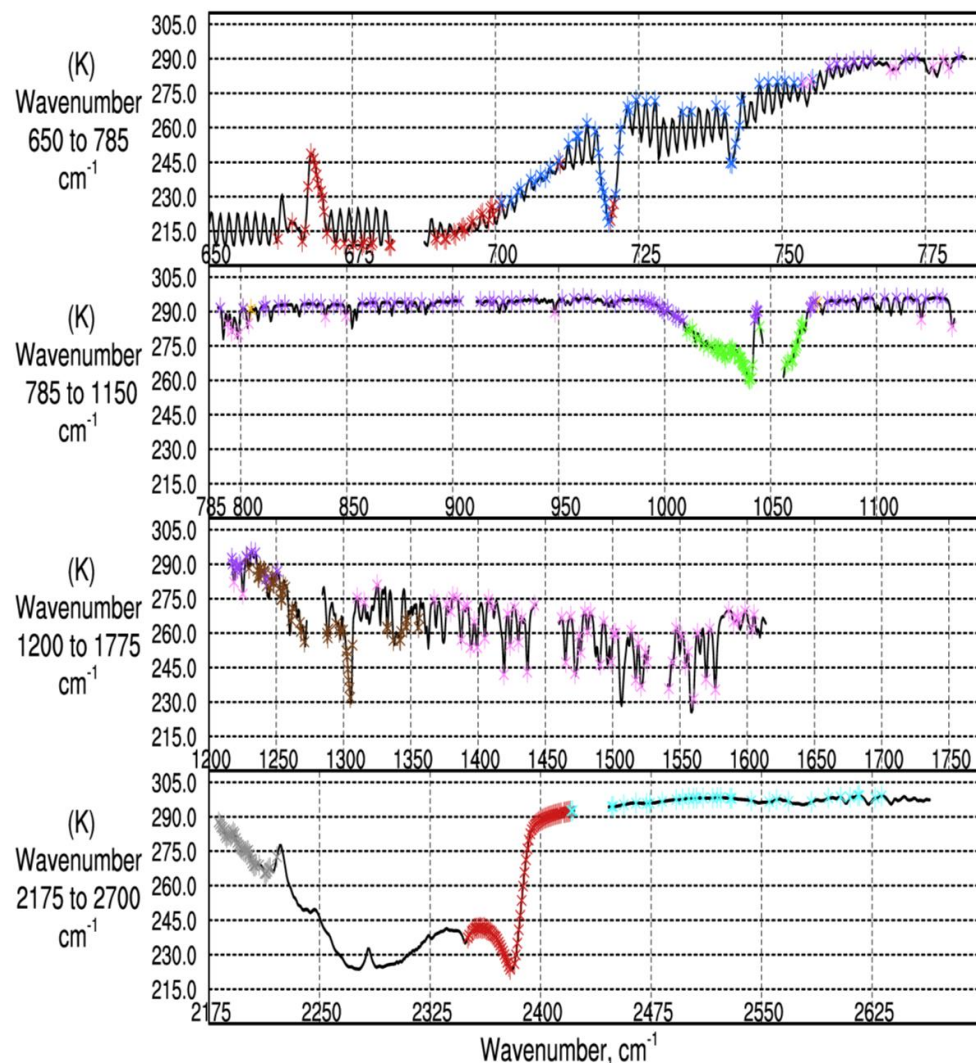 305.0
(K) 290.0
Wavenumber 275.0
650 to 785 260.0
cm-1 245.0
230.0
215.0
650 675 700 725 750 775
305.0
(K) 290.0
Wavenumber 275.0
785 to 1150 260.0
cm-1 245.0
230.0
215.0
785 800 850 900 950 1000 1050 1100
305.0
(K) 290.0
Wavenumber 275.0
1200 to 1775 260.0
cm-1 245.0
230.0
215.0
1200 1250 1300 1350 1400 1450 1500 1550 1600 1650 1700 1750
305.0
(K) 290.0
Wavenumber 275.0
2175 to 2700 260.0
cm-1 245.0
230.0
215.0
2175 2250 2325 2400 2475 2550 2625
Wavenumber, cm-1